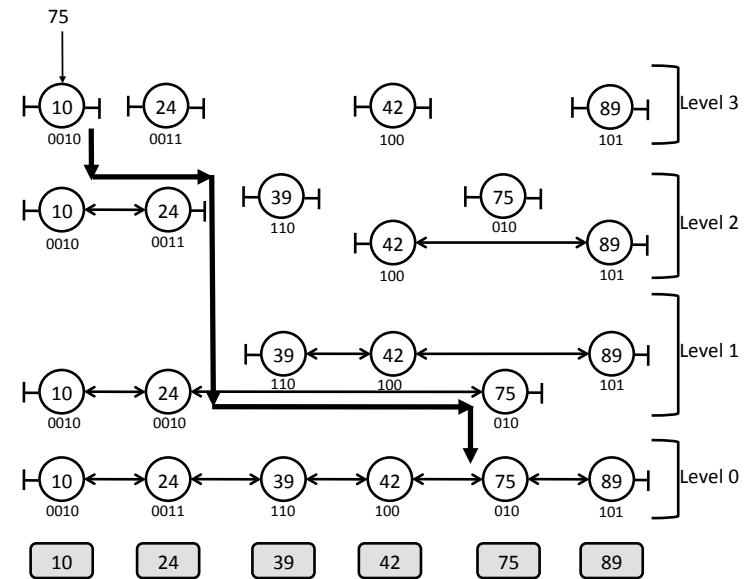 75
10 24 42 89 Level 3
0010 0011 100 101
39 75
10 24 Level 2
0010 0011 110 010
42 89
100 101
39 42 89 Level 1
110 100 101
10 24 75
0010 0010 010
10 24 39 42 75 89 Level 0
0010 0011 110 100 010 101
10 24 39 42 75 89